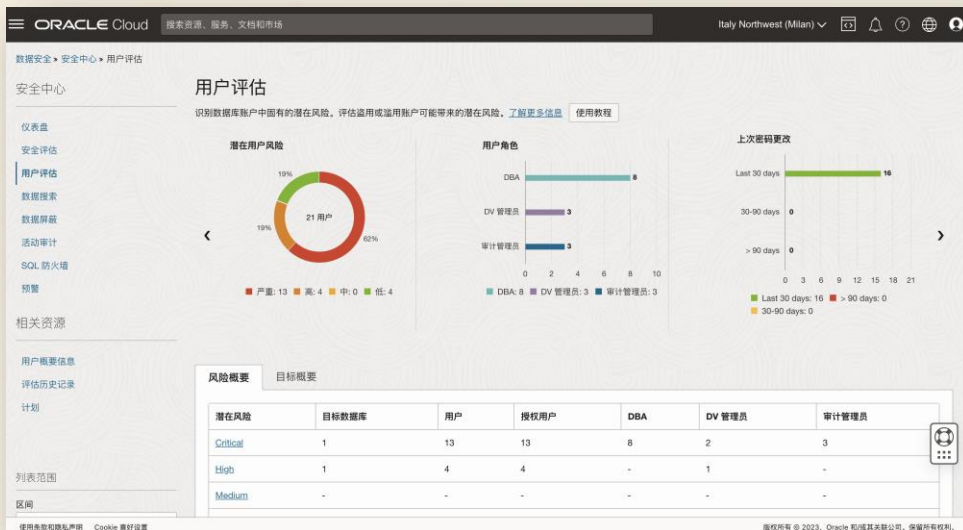 ORACLE Cloud 搜索资源、服务、文档和市场 Italy Northwest (Milan)
数据安全 » 安全中心 » 用户评估
安全中心
仪表盘
安全评估
用户评估
数据搜索
数据屏蔽
活动审计
SQL 防火墙
预警
相关资源
用户概要信息
评估历史记录
计划
列表范围
区间
用户评估
识别数据库账户中固有的潜在风险。评估盗用或滥用账户可能带来的潜在风险。了解更多信息 使用教程
潜在用户风险
19%
19%
21 用户
62%
严重: 13 高: 4 中: 0 低: 4
用户角色
DBA 8
DV 管理员 3
审计管理员 3
0 2 4 6 8 10
DBA: 8 DV 管理员: 3 审计管理员: 3
上次密码更改
Last 30 days 16
30-90 days 0
> 90 days 0
0 3 6 9 12 15 18 21
Last 30 days: 16 > 90 days: 0
30-90 days: 0
风险概要 目标概要
潜在风险 目标数据库 用户 授权用户 DBA DV 管理员 审计管理员
Critical 1 13 13 8 2 3
High 1 4 4 - 1 -
Medium - - - - - -
使用条款和隐私声明 Cookie 喜好设置
版权所有 © 2023，Oracle 和/或其关联公司。保留所有权利。